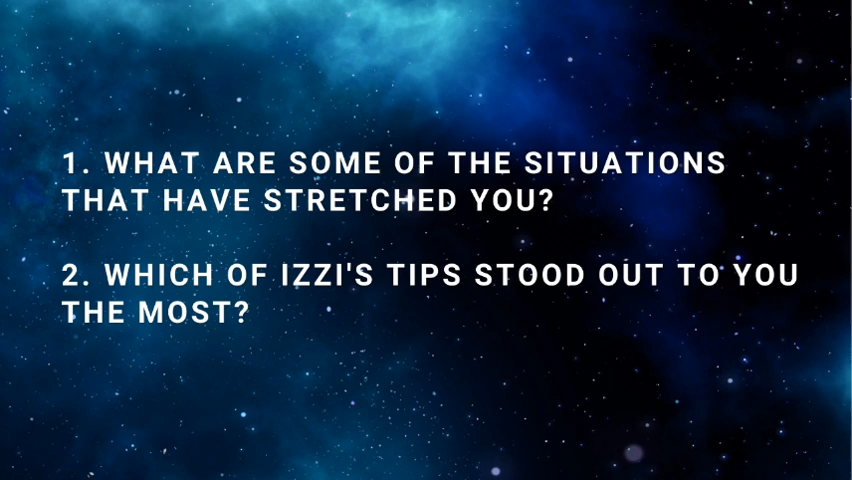 1. WHAT ARE SOME OF THE SITUATIONS
THAT HAVE STRETCHED YOU?
2. WHICH OF IZZI'S TIPS STOOD OUT TO YOU
THE MOST?